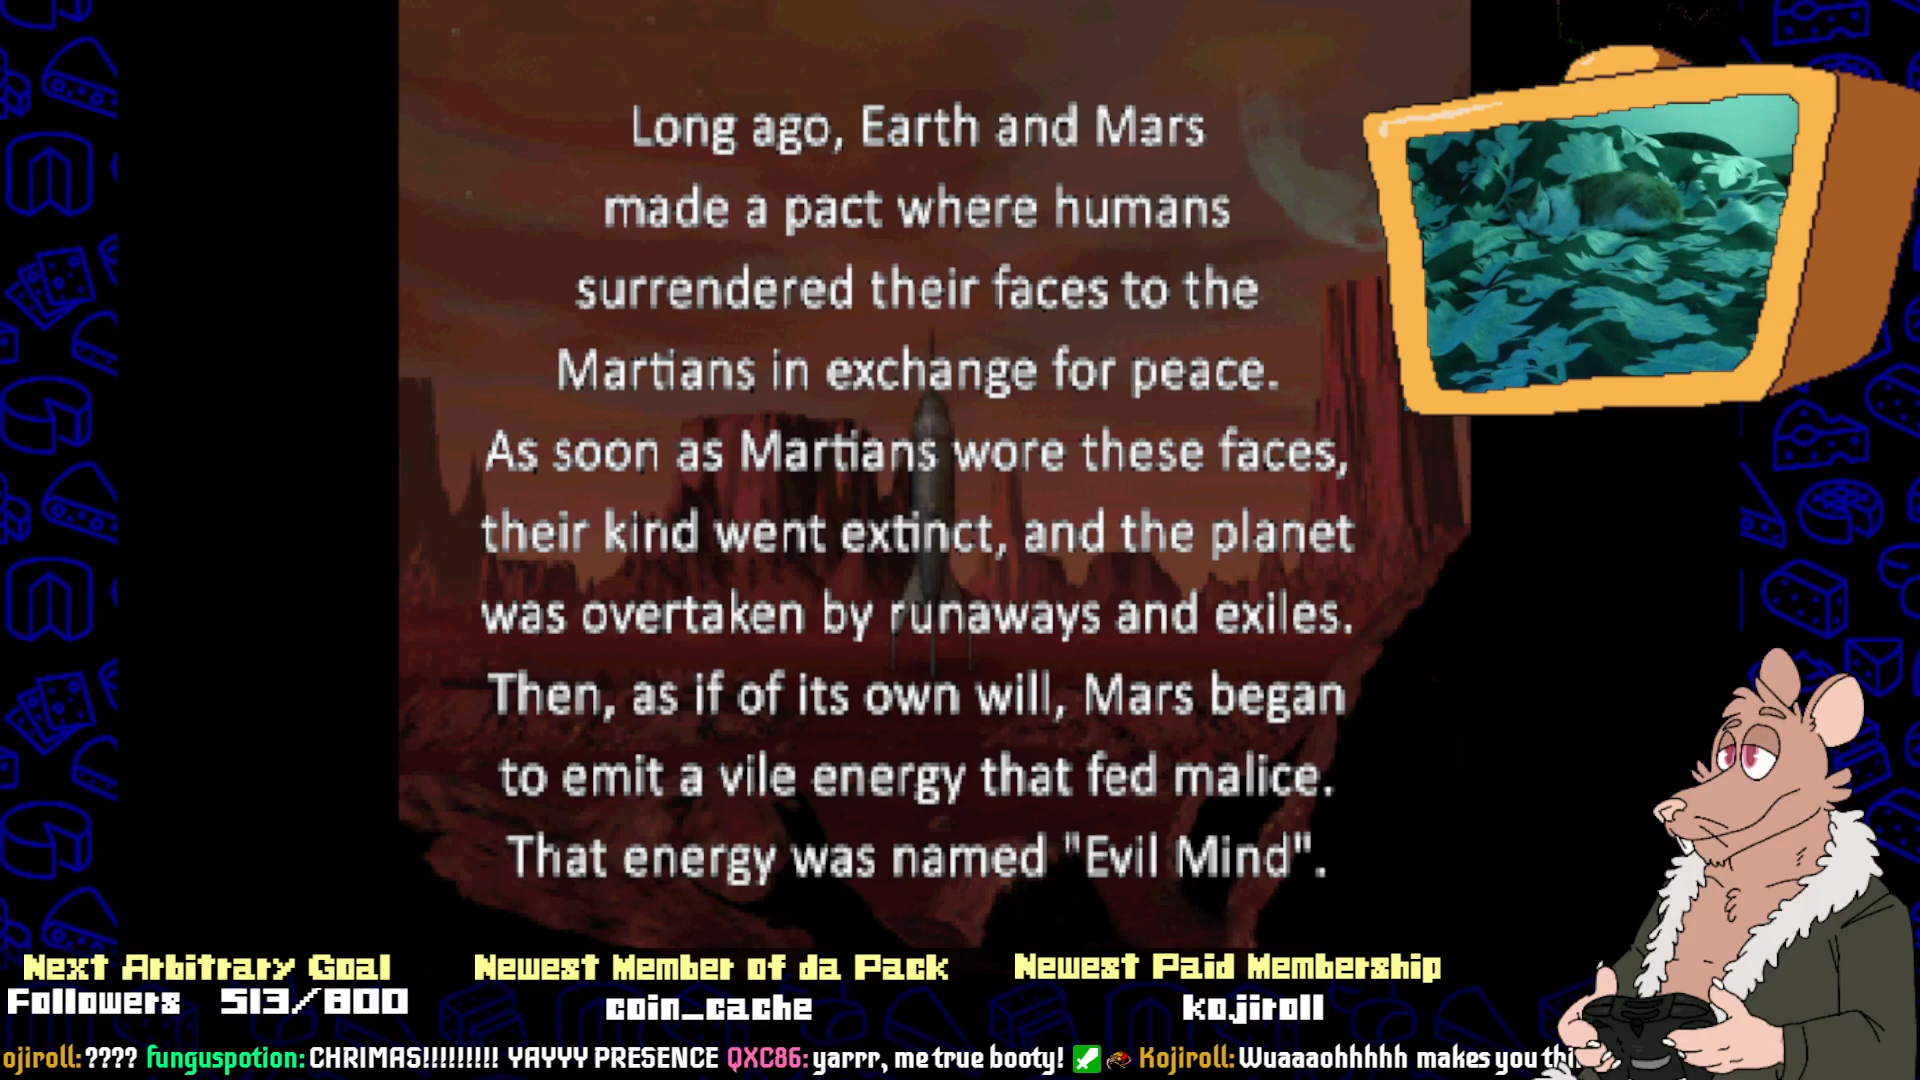 Long ago, Earth and Mars
made a pact where humans
surrendered their faces to the
Martians in exchange for peace.
As soon as Martians wore these faces,
their kind went extinct, and the planet
was overtaken by runaways and exiles.
Then, as if of its own will, Mars began
to emit a vile energy that fed malice.
That energy was named "Evil Mind".
Next Arbitrary Goal
Followers 513/800
Newest Member of da Pack
coin_cache
Newest Paid Membership
kojiroll
ojiroll: ???? funguspotion: CHRIMAS!!!!!!!!! YAYYY PRESENCE QXC86: yarrr, me true booty! Kojiroll: Wuaaaohhhhh makes you thi